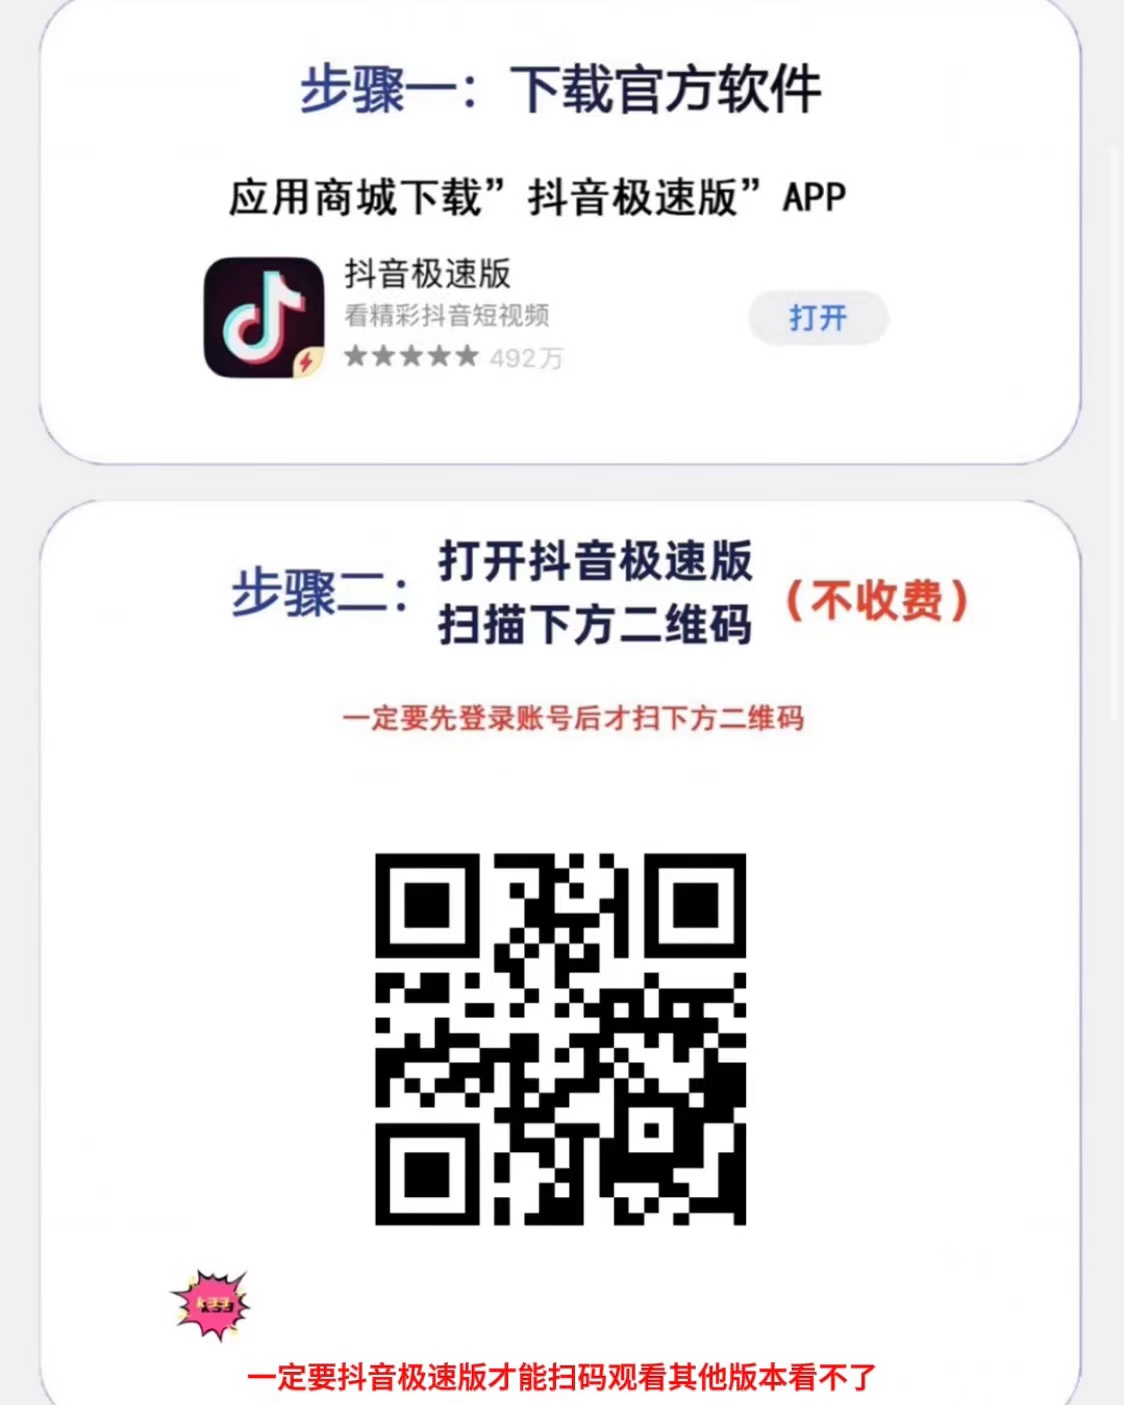 步骤一：下载官方软件
应用商城下载”抖音极速版”APP
抖音极速版
看精彩抖音短视频
492万
打开
步骤二：
打开抖音极速版
扫描下方二维码
（不收费）
一定要先登录账号后才扫下方二维码
一定要抖音极速版才能扫码观看其他版本看不了